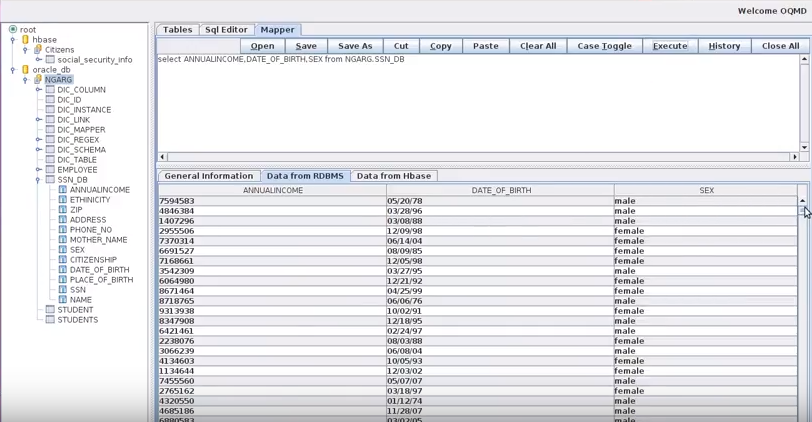 Welcome OQMD
root
hbase
Citizens
social_security_info
oracle_db
NGARG
DIC_COLUMN
DIC_ID
DIC_INSTANCE
DIC_LINK
DIC_MAPPER
DIC_REGEX
DIC_SCHEMA
DIC_TABLE
EMPLOYEE
SSN_DB
ANNUALINCOME
ETHINICITY
ZIP
ADDRESS
PHONE_NO
MOTHER_NAME
SEX
CITIZENSHIP
DATE_OF_BIRTH
PLACE_OF_BIRTH
SSN
NAME
STUDENT
STUDENTS
Tables Sql Editor Mapper
Open Save Save As Cut Copy Paste Clear All Case Toggle Execute History Close All
select ANNUALINCOME,DATE_OF_BIRTH,SEX from NGARG.SSN_DB
General Information Data from RDBMS Data from Hbase
ANNUALINCOME DATE_OF_BIRTH SEX
7594583 05/20/78 male
4846384 03/28/96 male
1407296 03/08/88 male
2955506 12/09/98 female
7370314 06/14/04 female
6691527 08/09/85 female
7168661 12/05/98 female
3542309 03/27/95 male
6064980 12/21/92 female
8671464 04/25/99 female
8718765 06/06/76 male
9313938 10/02/91 female
8347908 12/18/95 male
6421461 02/24/97 male
2238076 08/03/88 female
3066239 06/08/04 male
4134603 10/05/93 female
1134644 12/03/02 female
7455560 05/07/07 male
2765162 03/18/97 female
4320550 01/12/74 male
4685186 11/28/07 male
6880583 03/02/05 male